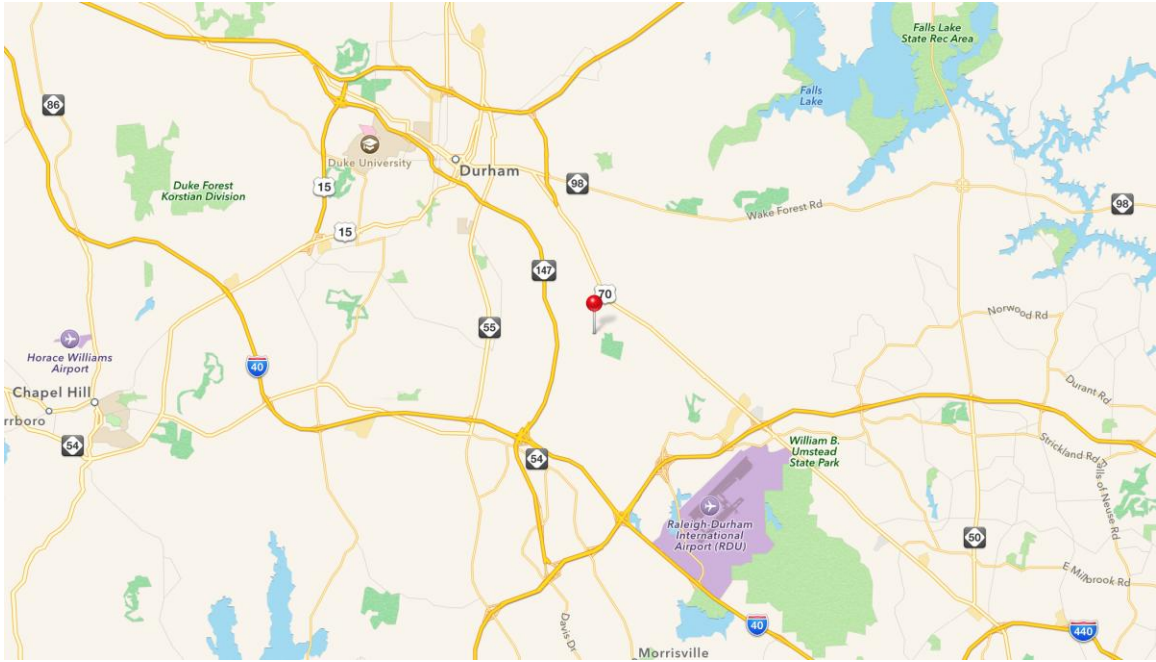 Falls Lake
State Rec Area
86
Falls
Lake
Duke University
Durham
Duke Forest
Korstian Division
15
98
98
Wake Forest Rd
15
147
70
Norwood Rd
55
Horace Williams
Airport
40
Chapel Hill
Durant Rd
rrboro
54
William B.
Umstead
State Park
Strickland Rd
54
Falls of Neuse Rd
Raleigh-Durham
International
Airport (RDU)
50
E Millbrook Rd
Davis Dr
40
440
Morrisville